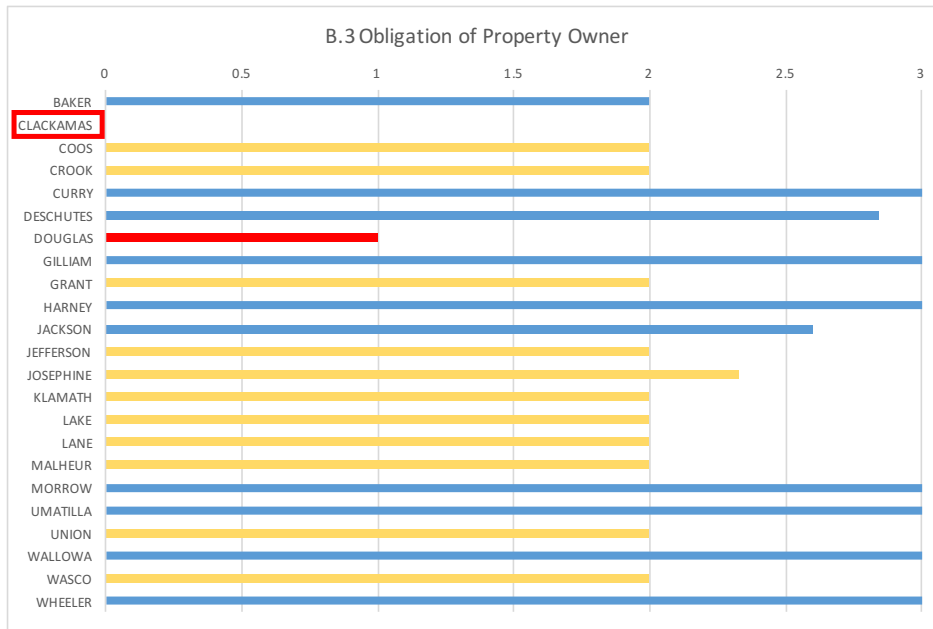 B.3 Obligation of Property Owner
0 0.5 1 1.5 2 2.5 3
BAKER
CLACKAMAS
COOS
CROOK
CURRY
DESCHUTES
DOUGLAS
GILLIAM
GRANT
HARNEY
JACKSON
JEFFERSON
JOSEPHINE
KLAMATH
LAKE
LANE
MALHEUR
MORROW
UMATILLA
UNION
WALLOWA
WASCO
WHEELER